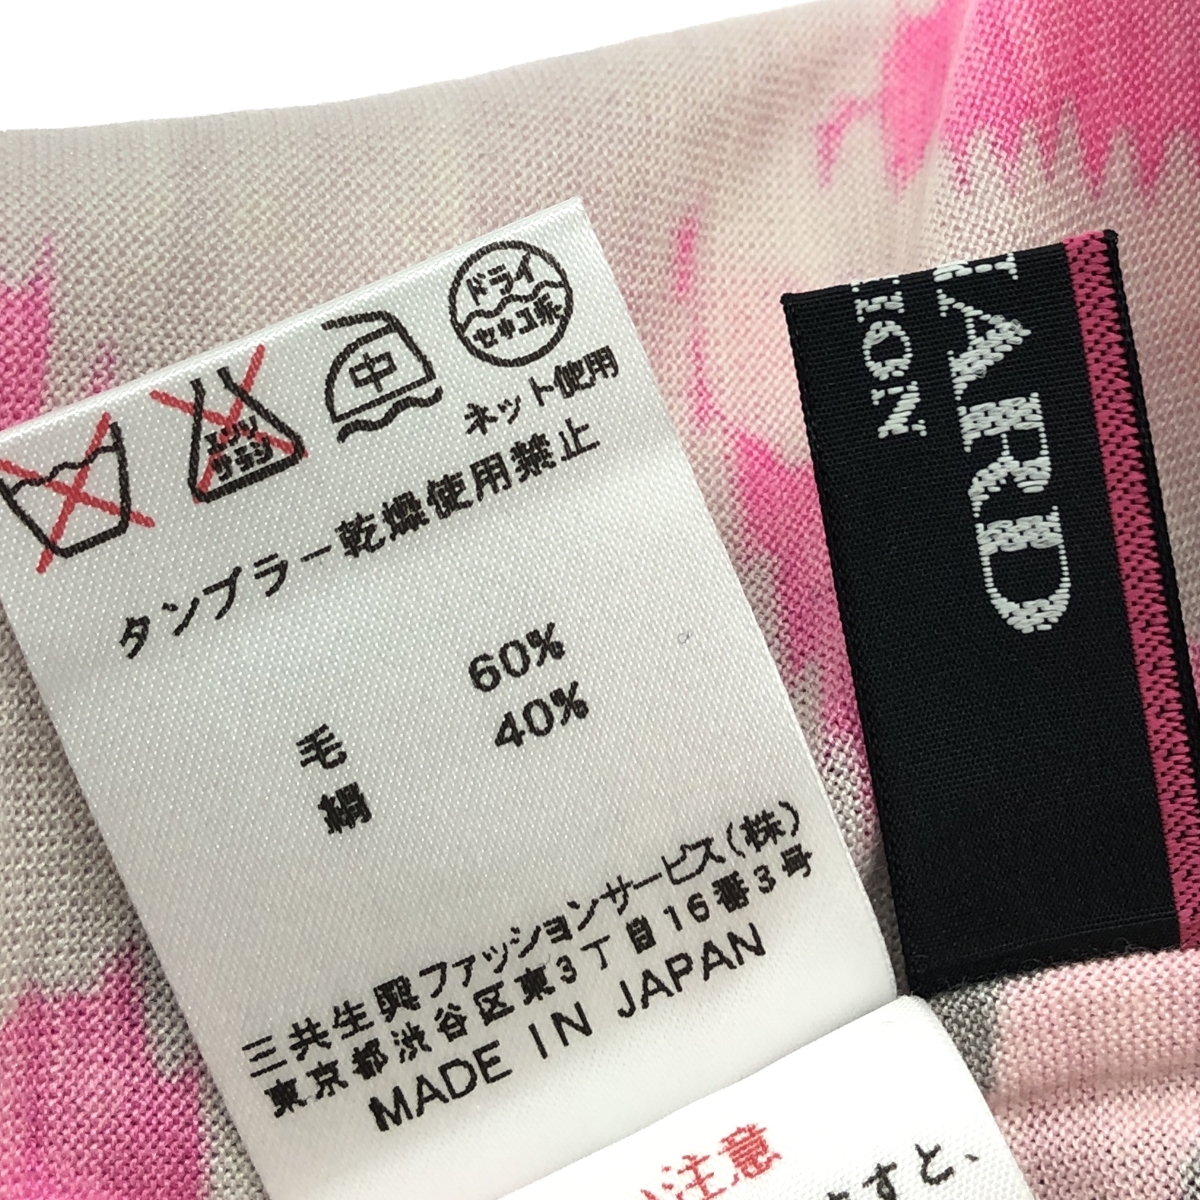 ドライ
セキユ系
中
エンソ
サラシ
ネット使用
タンブラー乾燥使用禁止
60%
毛 40%
絹
三共生興ファッションサービス(株)
東京都渋谷区東3丁目16番3号
MADE IN JAPAN
注意
すと、
ARD
ION